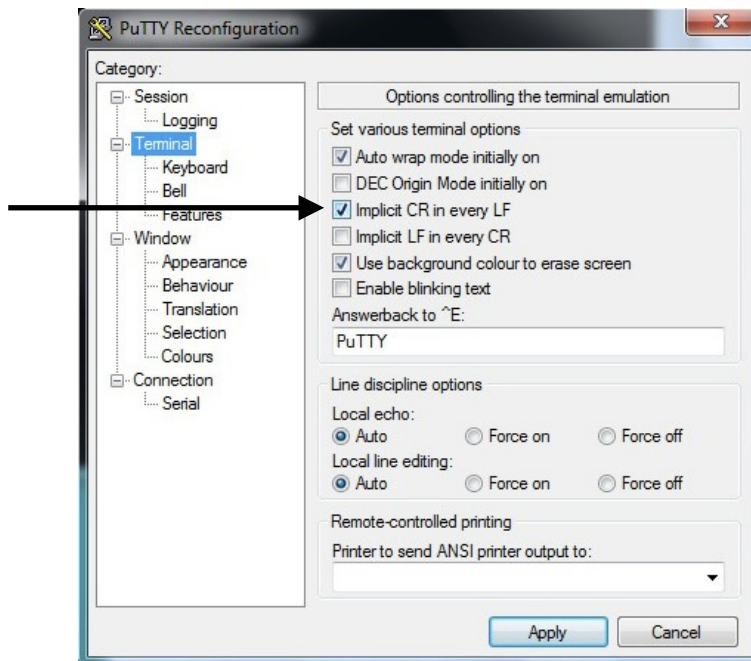 PuTTY Reconfiguration
x
Category:
Session
Logging
Terminal
Keyboard
Bell
Features
Window
Appearance
Behaviour
Translation
Selection
Colours
Connection
Serial
Options controlling the terminal emulation
Set various terminal options
Auto wrap mode initially on
DEC Origin Mode initially on
Implicit CR in every LF
Implicit LF in every CR
Use background colour to erase screen
Enable blinking text
Answerback to ^E:
PuTTY
Line discipline options
Local echo:
Auto Force on Force off
Local line editing:
Auto Force on Force off
Remote-controlled printing
Printer to send ANSI printer output to:
Apply Cancel